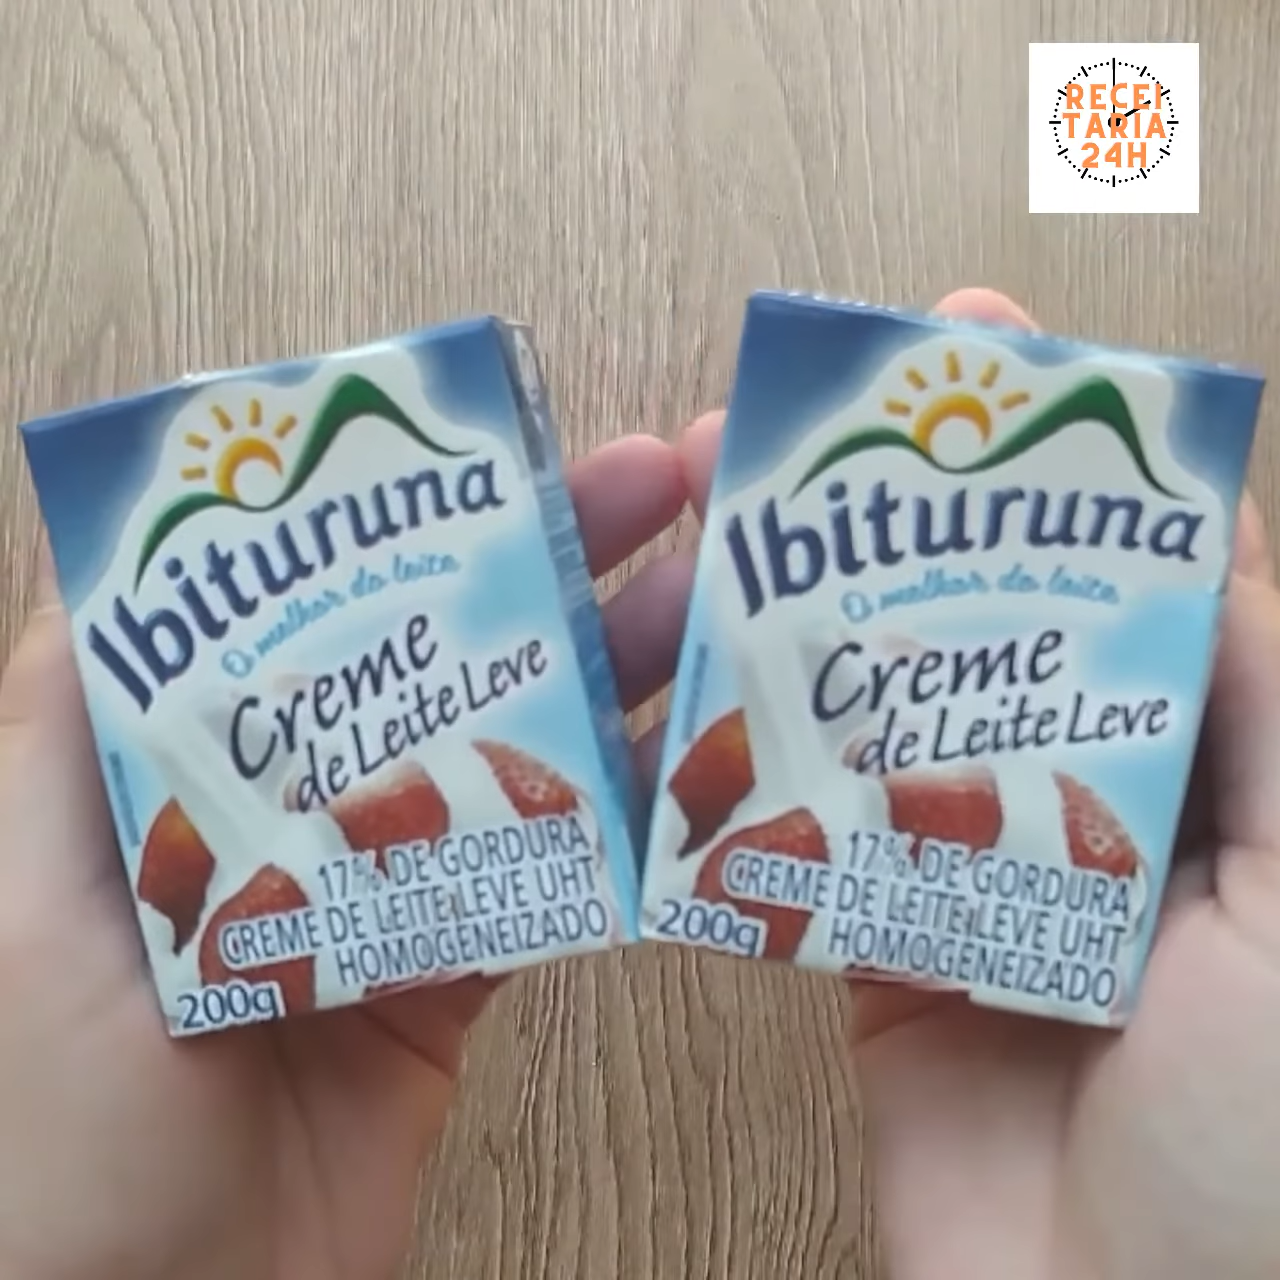 RECEI
TARIA
24H
Ibituruna
O melhor do leite
Creme
de Leite Leve
17% DE GORDURA
CREME DE LEITE LEVE UHT
HOMOGENEIZADO
200g
Ibituruna
O melhor do leite
Creme
de Leite Leve
17% DE GORDURA
CREME DE LEITE LEVE UHT
HOMOGENEIZADO
200g